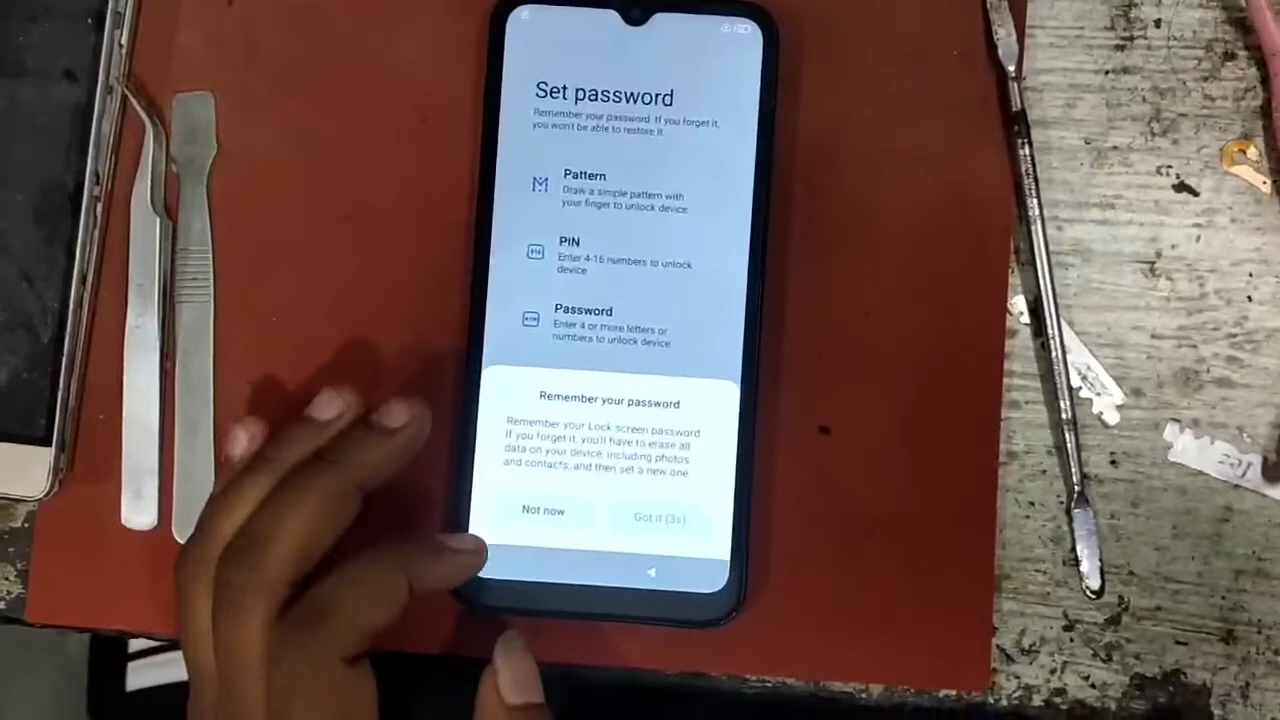 Set password
Remember your password. If you forget it,
you won't be able to restore it.
Pattern
Draw a simple pattern with
your finger to unlock device
PIN
Enter 4-16 numbers to unlock
device
Password
Enter 4 or more letters or
numbers to unlock device
Remember your password
Remember your Lock screen password
If you forget it, you'll have to erase all
data on your device, including photos
and contacts, and then set a new one.
Not now
Got it (3s)